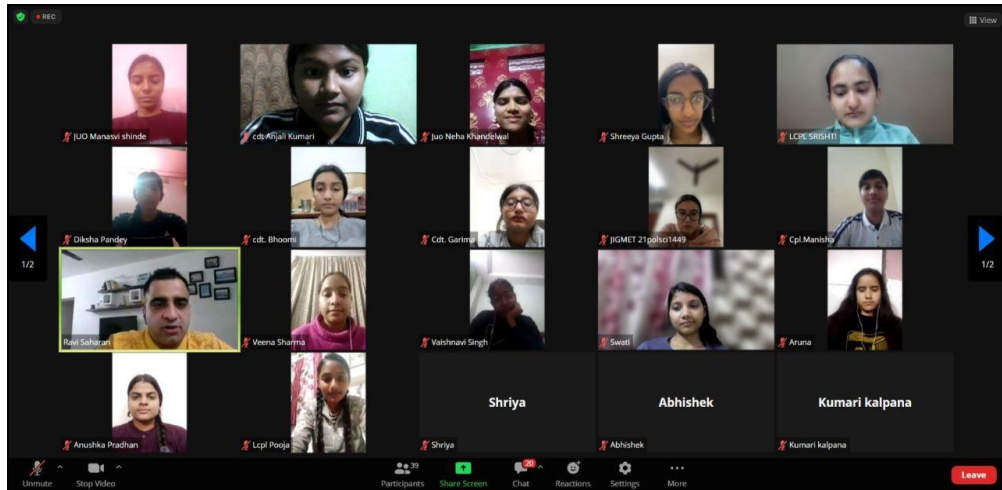 REC
View
JUO Manasvi shinde
cdt Anjali Kumari
Juo Neha Khandelwal
Shreeya Gupta
LCPL SRISHTI
Diksha Pandey
cdt. Bhoomi
Cdt. Garima
JIGMET 21polsci1449
Cpl.Manisha
1/2
1/2
Ravi Saharan
Veena Sharma
Vaishnavi Singh
Swati
Aruna
Anushka Pradhan
Lcpl Pooja
Shriya
Shriya
Abhishek
Abhishek
Kumari kalpana
Kumari kalpana
Unmute
Stop Video
39
Participants
Share Screen
20
Chat
Reactions
Settings
More
Leave